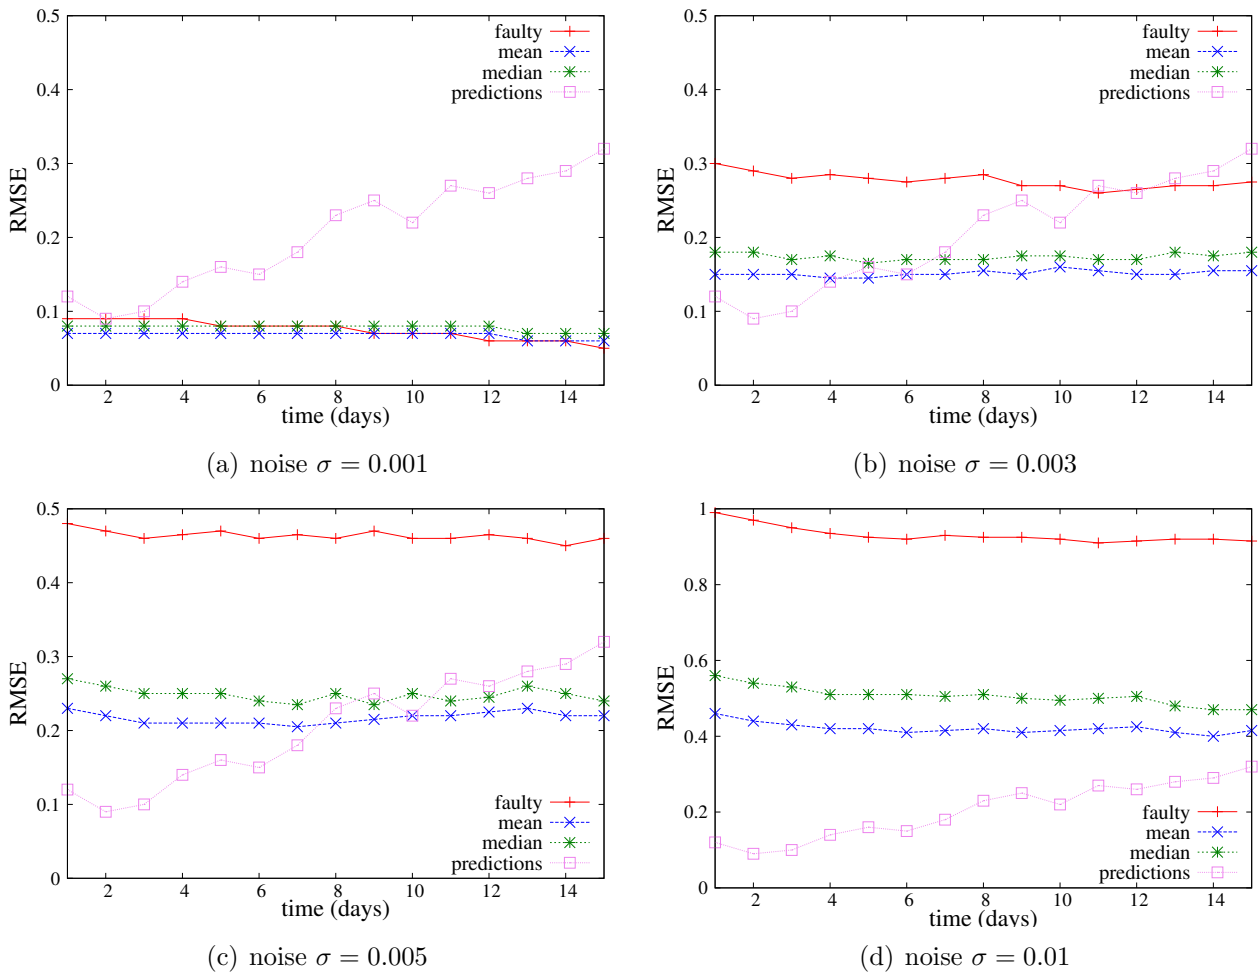 0.5
0.4
0.3
0.2
0.1
0
RMSE
faulty
mean
median
predictions
2 4 6 8 10 12 14
time (days)
(a) noise σ = 0.001
0.5
0.4
0.3
0.2
0.1
0
RMSE
faulty
mean
median
predictions
2 4 6 8 10 12 14
time (days)
(b) noise σ = 0.003
0.5
0.4
0.3
0.2
0.1
0
RMSE
faulty
mean
median
predictions
2 4 6 8 10 12 14
time (days)
(c) noise σ = 0.005
1
0.8
0.6
0.4
0.2
0
RMSE
faulty
mean
median
predictions
2 4 6 8 10 12 14
time (days)
(d) noise σ = 0.01